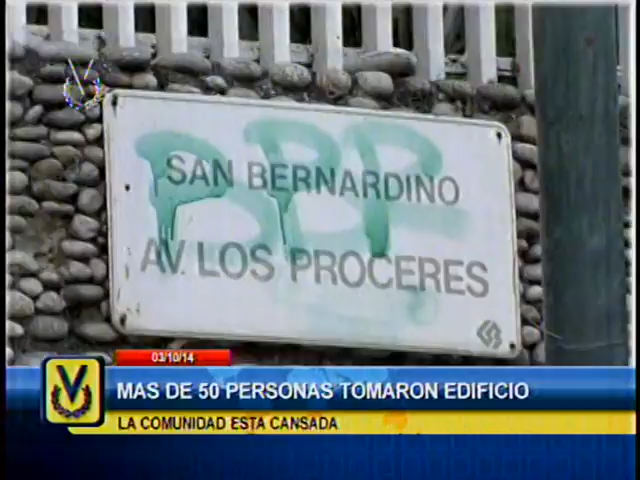 SAN BERNARDINO
AV. LOS PROCERES
03/10/14
V
MAS DE 50 PERSONAS TOMARON EDIFICIO
LA COMUNIDAD ESTA CANSADA